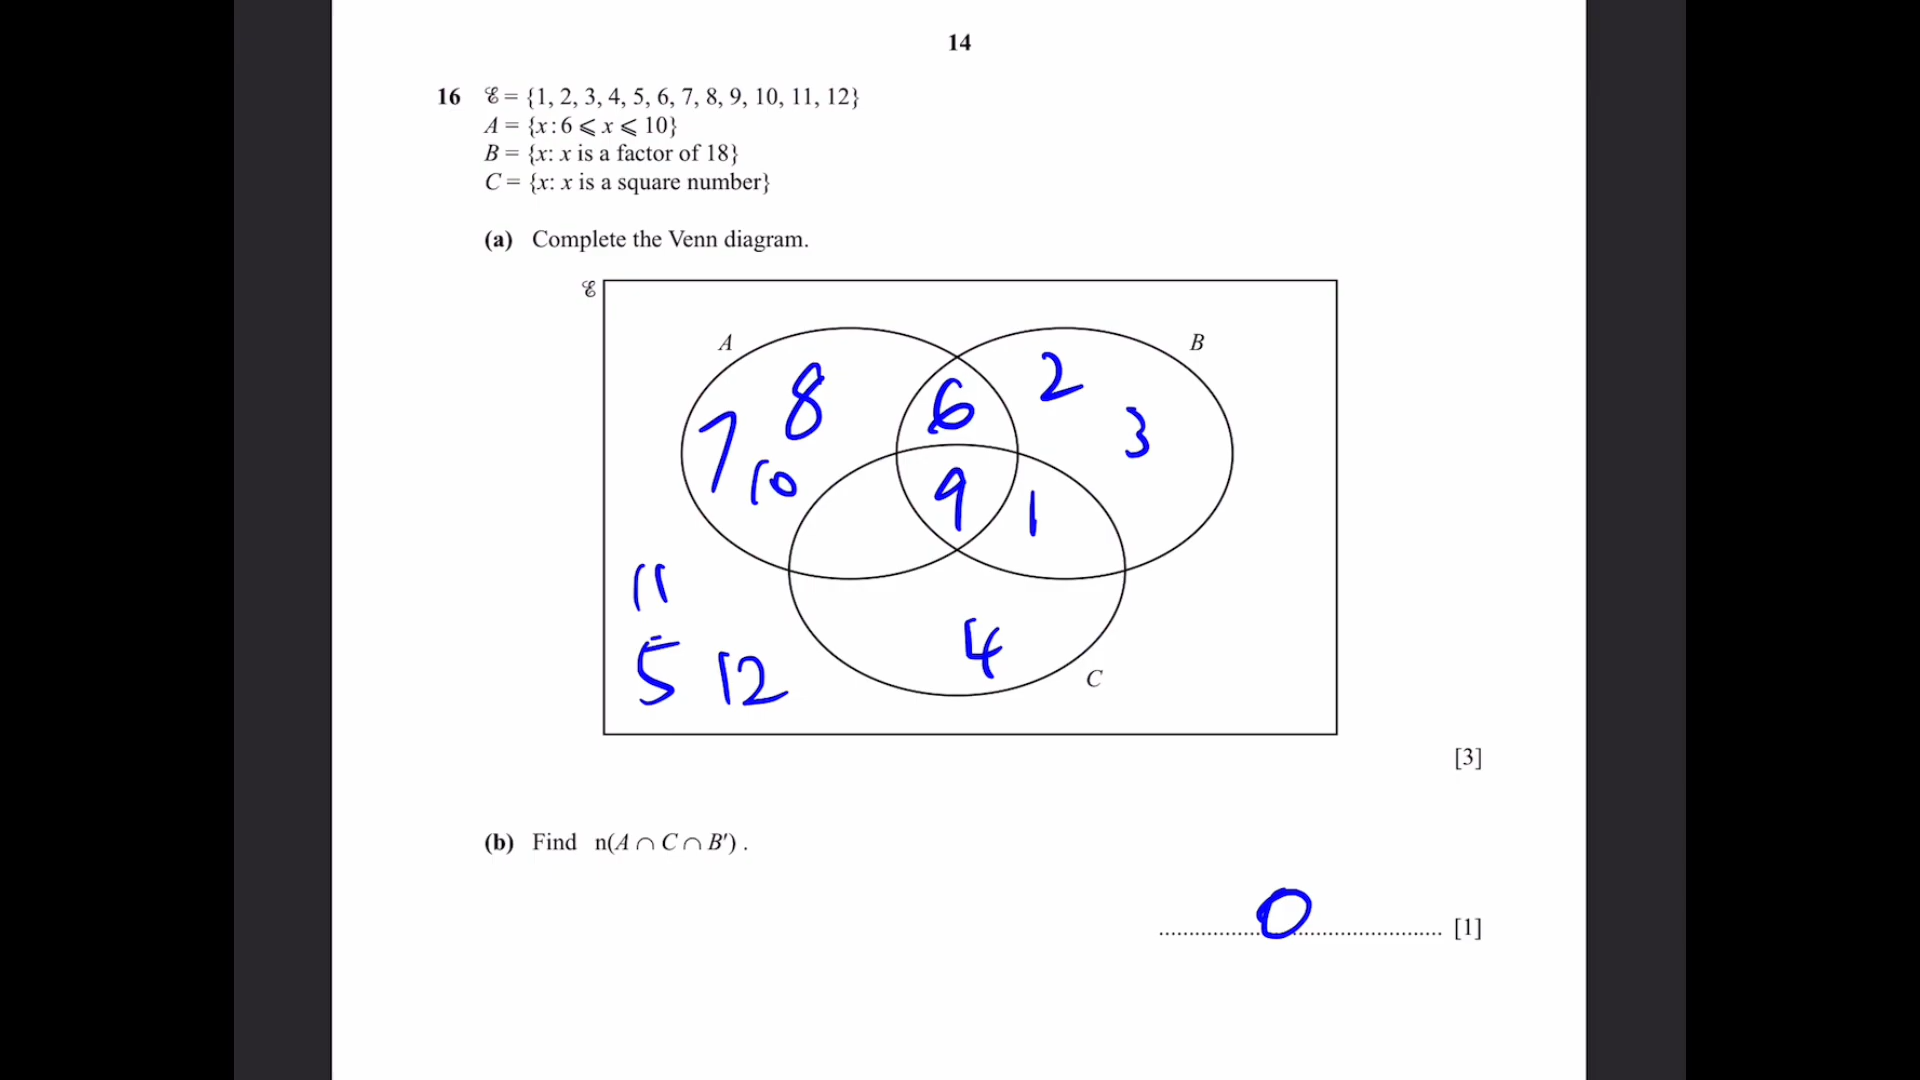 14
16 ℰ = {1, 2, 3, 4, 5, 6, 7, 8, 9, 10, 11, 12}
A = {x : 6 ⩽ x ⩽ 10}
B = {x: x is a factor of 18}
C = {x: x is a square number}
(a) Complete the Venn diagram.
ℰ
A B
8 6 2
7 10 3
9 1
11
4
5 12
C
[3]
(b) Find n(A ∩ C ∩ B′) .
0
.......................................... [1]